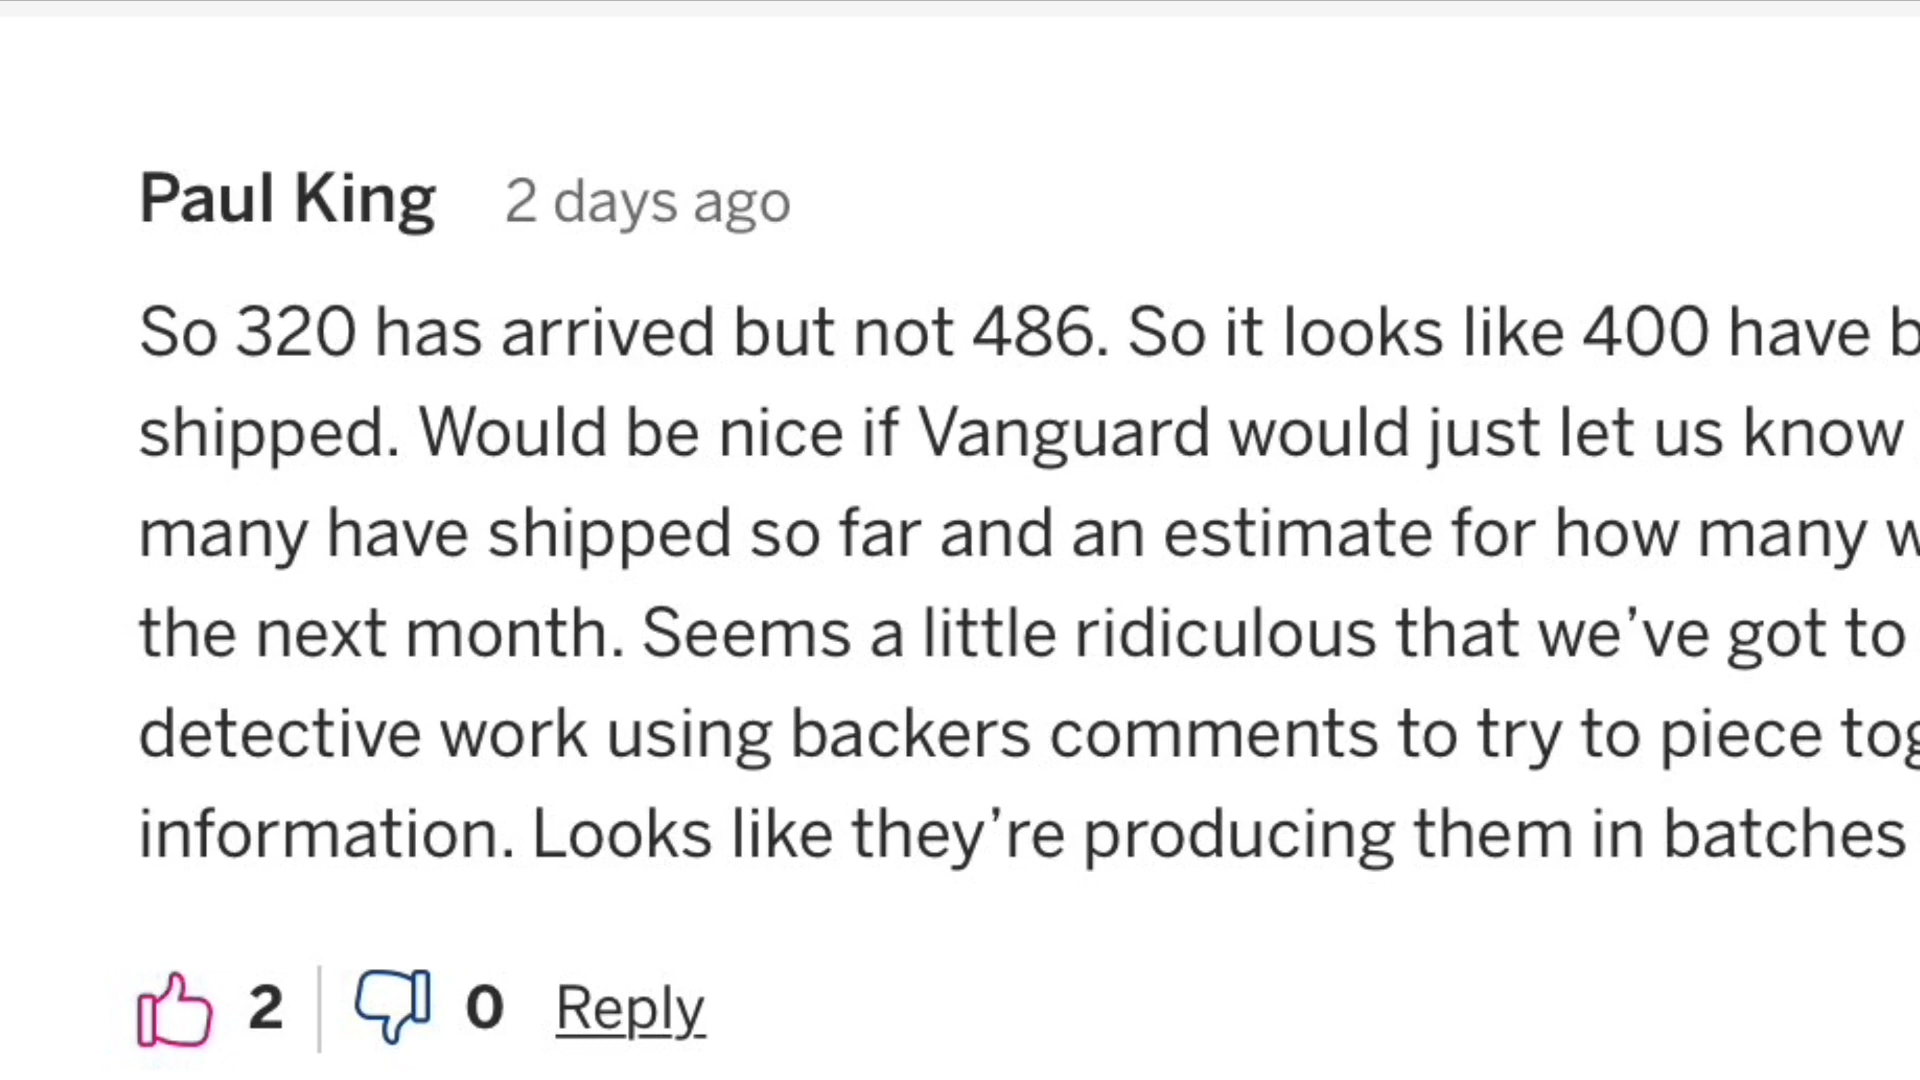 Paul King 2 days ago
So 320 has arrived but not 486. So it looks like 400 have b
shipped. Would be nice if Vanguard would just let us know
many have shipped so far and an estimate for how many w
the next month. Seems a little ridiculous that we’ve got to
detective work using backers comments to try to piece tog
information. Looks like they’re producing them in batches
2 0 Reply